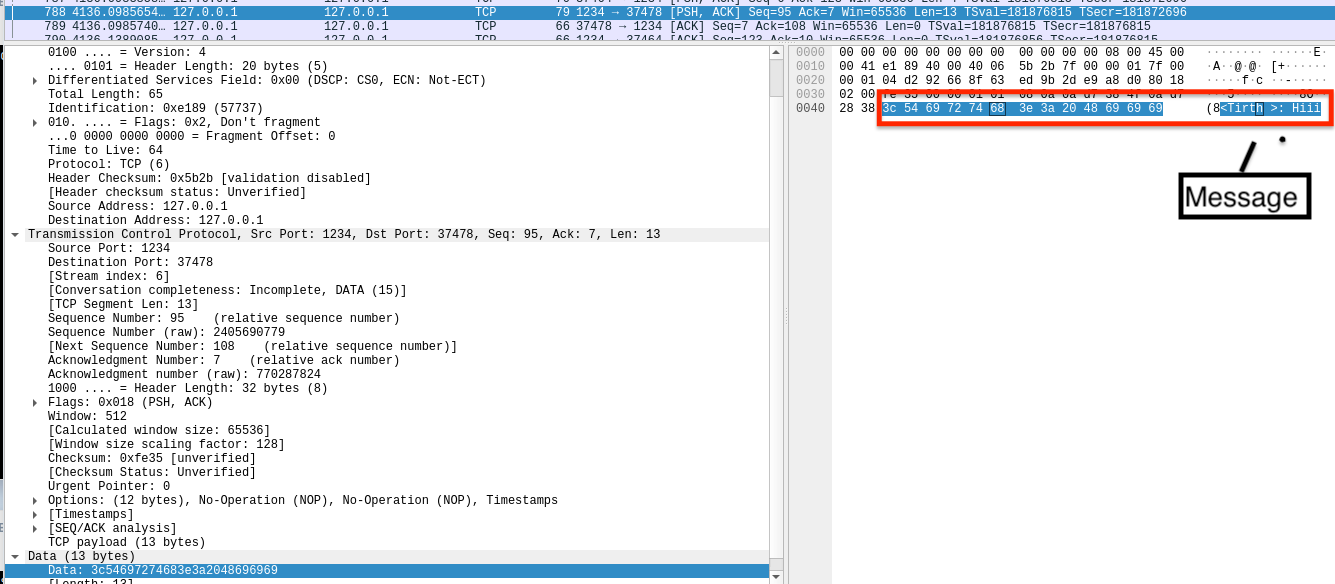 788 4136.0985654… 127.0.0.1 127.0.0.1 TCP 79 1234 → 37478 [PSH, ACK] Seq=95 Ack=7 Win=65536 Len=13 TSval=181876815 TSecr=181872696
789 4136.0985740… 127.0.0.1 127.0.0.1 TCP 66 37478 → 1234 [ACK] Seq=7 Ack=108 Win=65536 Len=0 TSval=181876815 TSecr=181876815
0100 .... = Version: 4
.... 0101 = Header Length: 20 bytes (5)
Differentiated Services Field: 0x00 (DSCP: CS0, ECN: Not-ECT)
Total Length: 65
Identification: 0xe189 (57737)
010. .... = Flags: 0x2, Don't fragment
...0 0000 0000 0000 = Fragment Offset: 0
Time to Live: 64
Protocol: TCP (6)
Header Checksum: 0x5b2b [validation disabled]
[Header checksum status: Unverified]
Source Address: 127.0.0.1
Destination Address: 127.0.0.1
Transmission Control Protocol, Src Port: 1234, Dst Port: 37478, Seq: 95, Ack: 7, Len: 13
Source Port: 1234
Destination Port: 37478
[Stream index: 6]
[Conversation completeness: Incomplete, DATA (15)]
[TCP Segment Len: 13]
Sequence Number: 95    (relative sequence number)
Sequence Number (raw): 2405690779
[Next Sequence Number: 108    (relative sequence number)]
Acknowledgment Number: 7    (relative ack number)
Acknowledgment number (raw): 770287824
1000 .... = Header Length: 32 bytes (8)
Flags: 0x018 (PSH, ACK)
Window: 512
[Calculated window size: 65536]
[Window size scaling factor: 128]
Checksum: 0xfe35 [unverified]
[Checksum Status: Unverified]
Urgent Pointer: 0
Options: (12 bytes), No-Operation (NOP), No-Operation (NOP), Timestamps
[Timestamps]
[SEQ/ACK analysis]
TCP payload (13 bytes)
Data (13 bytes)
Data: 3c54697274683e3a2048696969
[Length: 13]
0000 00 00 00 00 00 00 00 00 00 00 00 00 08 00 45 00 ········ ······E·
0010 00 41 e1 89 40 00 40 06 5b 2b 7f 00 00 01 7f 00 ·A··@·@· [+······
0020 00 01 04 d2 92 66 8f 63 ed 9b 2d e9 a8 d0 80 18 ·····f·c ··-·····
0030 02 00
0040 28 38 3c 54 69 72 74 68 3e 3a 20 48 69 69 69 (8<Tirth >: Hiii
Message